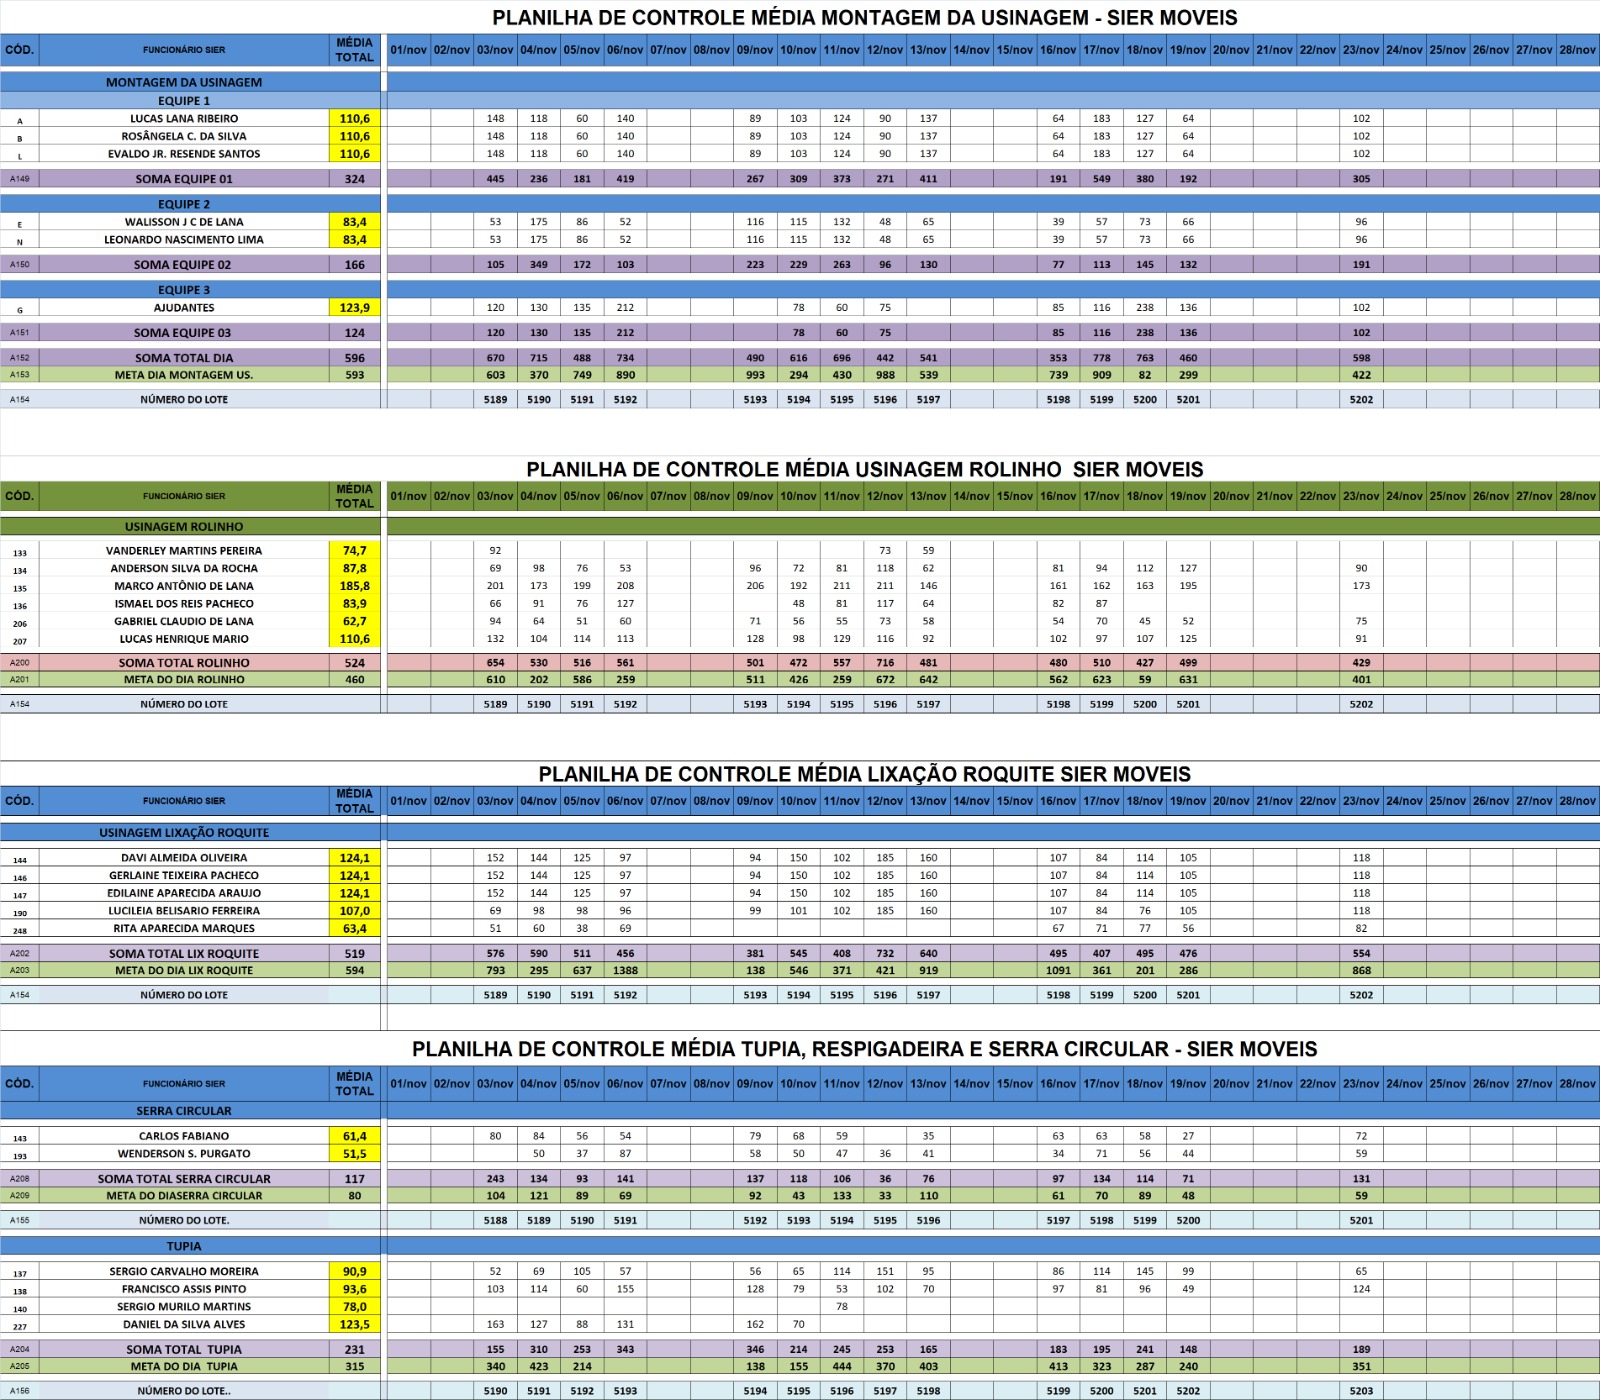 PLANILHA DE CONTROLE MÉDIA MONTAGEM DA USINAGEM - SIER MOVEIS
CÓD. FUNCIONÁRIO SIER MÉDIA TOTAL 01/nov 02/nov 03/nov 04/nov 05/nov 06/nov 07/nov 08/nov 09/nov 10/nov 11/nov 12/nov 13/nov 14/nov 15/nov 16/nov 17/nov 18/nov 19/nov 20/nov 21/nov 22/nov 23/nov 24/nov 25/nov 26/nov 27/nov 28/nov
MONTAGEM DA USINAGEM
EQUIPE 1
A LUCAS LANA RIBEIRO 110,6 148 118 60 140 89 103 124 90 137 64 183 127 64 102
B ROSÂNGELA C. DA SILVA 110,6 148 118 60 140 89 103 124 90 137 64 183 127 64 102
L EVALDO JR. RESENDE SANTOS 110,6 148 118 60 140 89 103 124 90 137 64 183 127 64 102
A149 SOMA EQUIPE 01 324 445 236 181 419 267 309 373 271 411 191 549 380 192 305
EQUIPE 2
E WALISSON J C DE LANA 83,4 53 175 86 52 116 115 132 48 65 39 57 73 66 96
N LEONARDO NASCIMENTO LIMA 83,4 53 175 86 52 116 115 132 48 65 39 57 73 66 96
A150 SOMA EQUIPE 02 166 105 349 172 103 223 229 263 96 130 77 113 145 132 191
EQUIPE 3
G AJUDANTES 123,9 120 130 135 212 78 60 75 85 116 238 136 102
A151 SOMA EQUIPE 03 124 120 130 135 212 78 60 75 85 116 238 136 102
A152 SOMA TOTAL DIA 596 670 715 488 734 490 616 696 442 541 353 778 763 460 598
A153 META DIA MONTAGEM US. 593 603 370 749 890 993 294 430 988 539 739 909 82 299 422
A154 NÚMERO DO LOTE 5189 5190 5191 5192 5193 5194 5195 5196 5197 5198 5199 5200 5201 5202
PLANILHA DE CONTROLE MÉDIA USINAGEM ROLINHO SIER MOVEIS
CÓD. FUNCIONÁRIO SIER MÉDIA TOTAL 01/nov 02/nov 03/nov 04/nov 05/nov 06/nov 07/nov 08/nov 09/nov 10/nov 11/nov 12/nov 13/nov 14/nov 15/nov 16/nov 17/nov 18/nov 19/nov 20/nov 21/nov 22/nov 23/nov 24/nov 25/nov 26/nov 27/nov 28/nov
USINAGEM ROLINHO
133 VANDERLEY MARTINS PEREIRA 74,7 92 73 59
134 ANDERSON SILVA DA ROCHA 87,8 69 98 76 53 96 72 81 118 62 81 94 112 127 90
135 MARCO ANTÔNIO DE LANA 185,8 201 173 199 208 206 192 211 211 146 161 162 163 195 173
136 ISMAEL DOS REIS PACHECO 83,9 66 91 76 127 48 81 117 64 82 87
206 GABRIEL CLAUDIO DE LANA 62,7 94 64 51 60 71 56 55 73 58 54 70 45 52 75
207 LUCAS HENRIQUE MARIO 110,6 132 104 114 113 128 98 129 116 92 102 97 107 125 91
A200 SOMA TOTAL ROLINHO 524 654 530 516 561 501 472 557 716 481 480 510 427 499 429
A201 META DO DIA ROLINHO 460 610 202 586 259 511 426 259 672 642 562 623 59 631 401
A154 NÚMERO DO LOTE 5189 5190 5191 5192 5193 5194 5195 5196 5197 5198 5199 5200 5201 5202
PLANILHA DE CONTROLE MÉDIA LIXAÇÃO ROQUITE SIER MOVEIS
CÓD. FUNCIONÁRIO SIER MÉDIA TOTAL 01/nov 02/nov 03/nov 04/nov 05/nov 06/nov 07/nov 08/nov 09/nov 10/nov 11/nov 12/nov 13/nov 14/nov 15/nov 16/nov 17/nov 18/nov 19/nov 20/nov 21/nov 22/nov 23/nov 24/nov 25/nov 26/nov 27/nov 28/nov
USINAGEM LIXAÇÃO ROQUITE
144 DAVI ALMEIDA OLIVEIRA 124,1 152 144 125 97 94 150 102 185 160 107 84 114 105 118
146 GERLAINE TEIXEIRA PACHECO 124,1 152 144 125 97 94 150 102 185 160 107 84 114 105 118
147 EDILAINE APARECIDA ARAUJO 124,1 152 144 125 97 94 150 102 185 160 107 84 114 105 118
190 LUCILEIA BELISARIO FERREIRA 107,0 69 98 98 96 99 101 102 185 160 107 84 76 105 118
248 RITA APARECIDA MARQUES 63,4 51 60 38 69 67 71 77 56 82
A202 SOMA TOTAL LIX ROQUITE 519 576 590 511 456 381 545 408 732 640 495 407 495 476 554
A203 META DO DIA LIX ROQUITE 594 793 295 637 1388 138 546 371 421 919 1091 361 201 286 868
A154 NÚMERO DO LOTE 5189 5190 5191 5192 5193 5194 5195 5196 5197 5198 5199 5200 5201 5202
PLANILHA DE CONTROLE MÉDIA TUPIA, RESPIGADEIRA E SERRA CIRCULAR - SIER MOVEIS
CÓD. FUNCIONÁRIO SIER MÉDIA TOTAL 01/nov 02/nov 03/nov 04/nov 05/nov 06/nov 07/nov 08/nov 09/nov 10/nov 11/nov 12/nov 13/nov 14/nov 15/nov 16/nov 17/nov 18/nov 19/nov 20/nov 21/nov 22/nov 23/nov 24/nov 25/nov 26/nov 27/nov 28/nov
SERRA CIRCULAR
143 CARLOS FABIANO 61,4 80 84 56 54 79 68 59 35 63 63 58 27 72
193 WENDERSON S. PURGATO 51,5 50 37 87 58 50 47 36 41 34 71 56 44 59
A208 SOMA TOTAL SERRA CIRCULAR 117 243 134 93 141 137 118 106 36 76 97 134 114 71 131
A209 META DO DIASERRA CIRCULAR 80 104 121 89 69 92 43 133 33 110 61 70 89 48 59
A155 NÚMERO DO LOTE. 5188 5189 5190 5191 5192 5193 5194 5195 5196 5197 5198 5199 5200 5201
TUPIA
137 SERGIO CARVALHO MOREIRA 90,9 52 69 105 57 56 65 114 151 95 86 114 145 99 65
138 FRANCISCO ASSIS PINTO 93,6 103 114 60 155 128 79 53 102 70 97 81 96 49 124
140 SERGIO MURILO MARTINS 78,0 78
227 DANIEL DA SILVA ALVES 123,5 163 127 88 131 162 70
A204 SOMA TOTAL TUPIA 231 155 310 253 343 346 214 245 253 165 183 195 241 148 189
A205 META DO DIA TUPIA 315 340 423 214 138 155 444 370 403 413 323 287 240 351
A156 NÚMERO DO LOTE.. 5190 5191 5192 5193 5194 5195 5196 5197 5198 5199 5200 5201 5202 5203